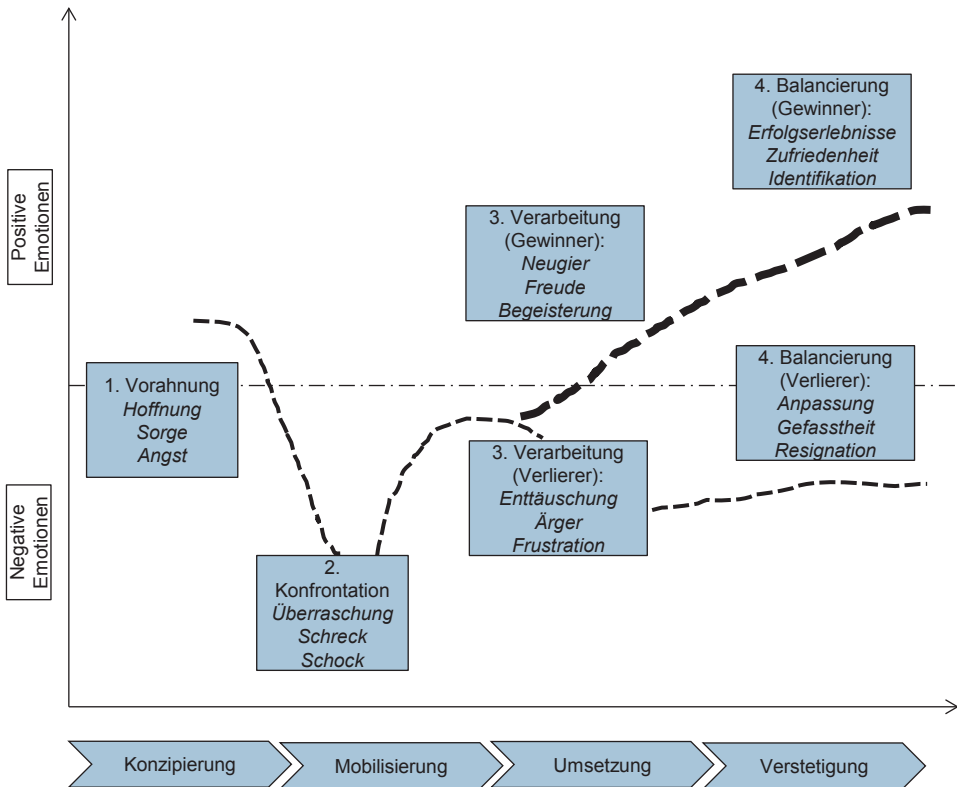 Positive
Emotionen
Negative
Emotionen
1. Vorahnung
Hoffnung
Sorge
Angst
2.
Konfrontation
Überraschung
Schreck
Schock
3. Verarbeitung
(Gewinner):
Neugier
Freude
Begeisterung
3. Verarbeitung
(Verlierer):
Enttäuschung
Ärger
Frustration
4. Balancierung
(Gewinner):
Erfolgserlebnisse
Zufriedenheit
Identifikation
4. Balancierung
(Verlierer):
Anpassung
Gefasstheit
Resignation
Konzipierung
Mobilisierung
Umsetzung
Verstetigung